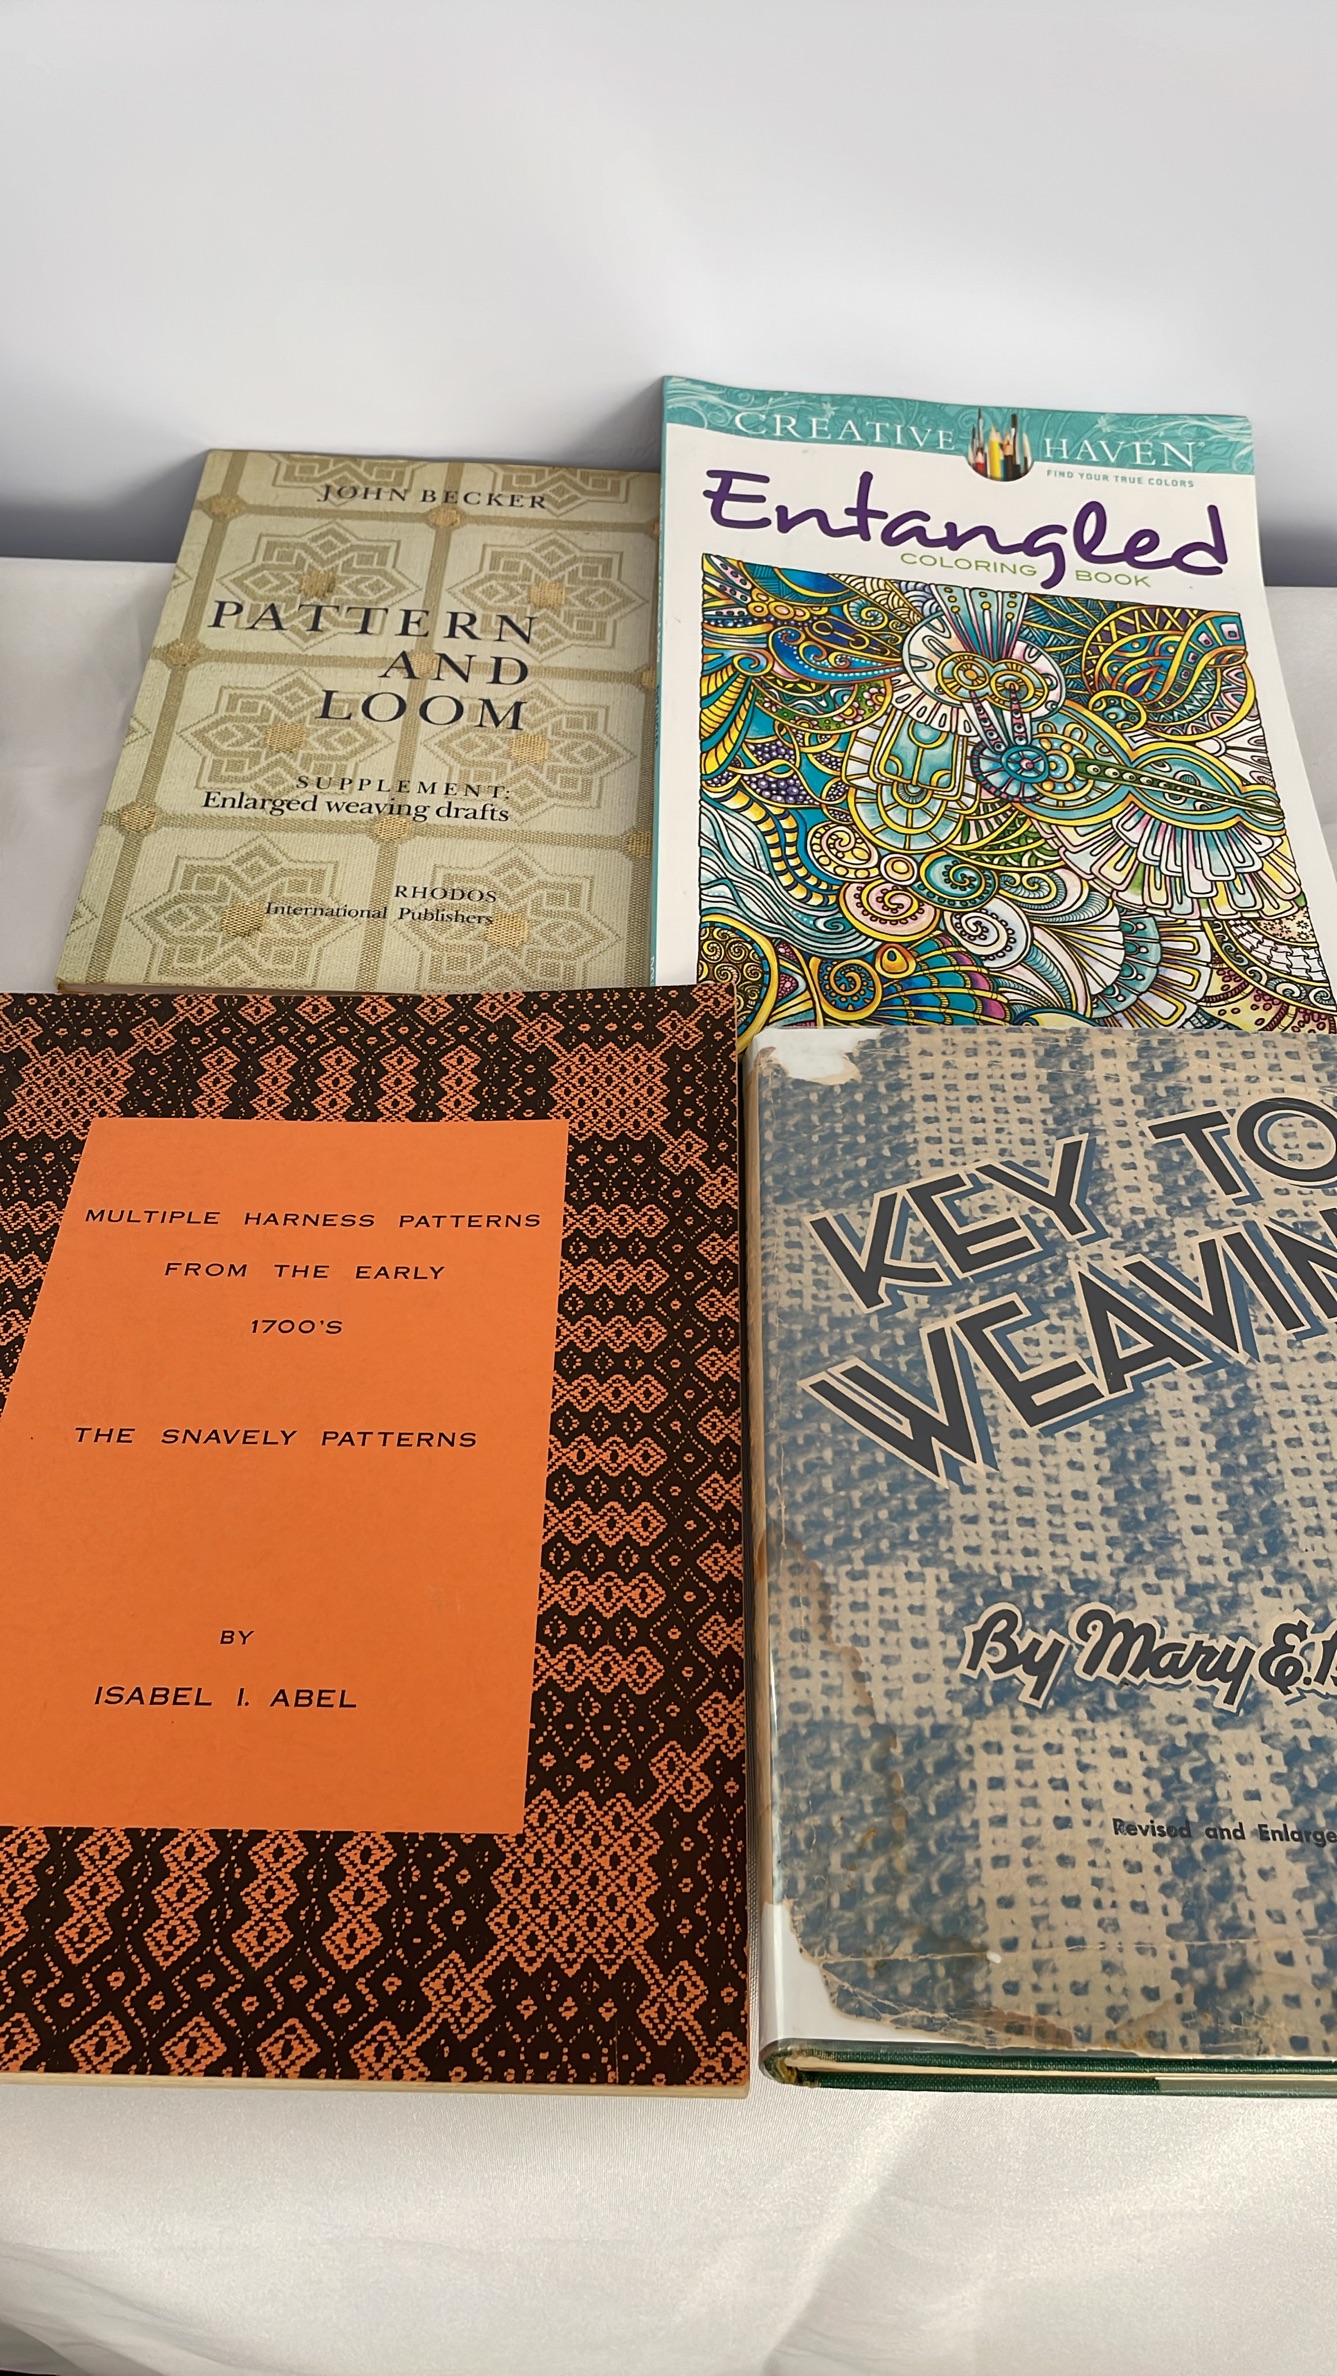 JOHN BECKER
PATTERN
AND
LOOM
SUPPLEMENT:
Enlarged weaving drafts
RHODOS
International Publishers
CREATIVE HAVEN
FIND YOUR TRUE COLORS
Entangled
COLORING BOOK
MULTIPLE HARNESS PATTERNS
FROM THE EARLY
1700'S
THE SNAVELY PATTERNS
BY
ISABEL I. ABEL
KEY TO
WEAVIN
By Mary E.
Revised and Enlarge